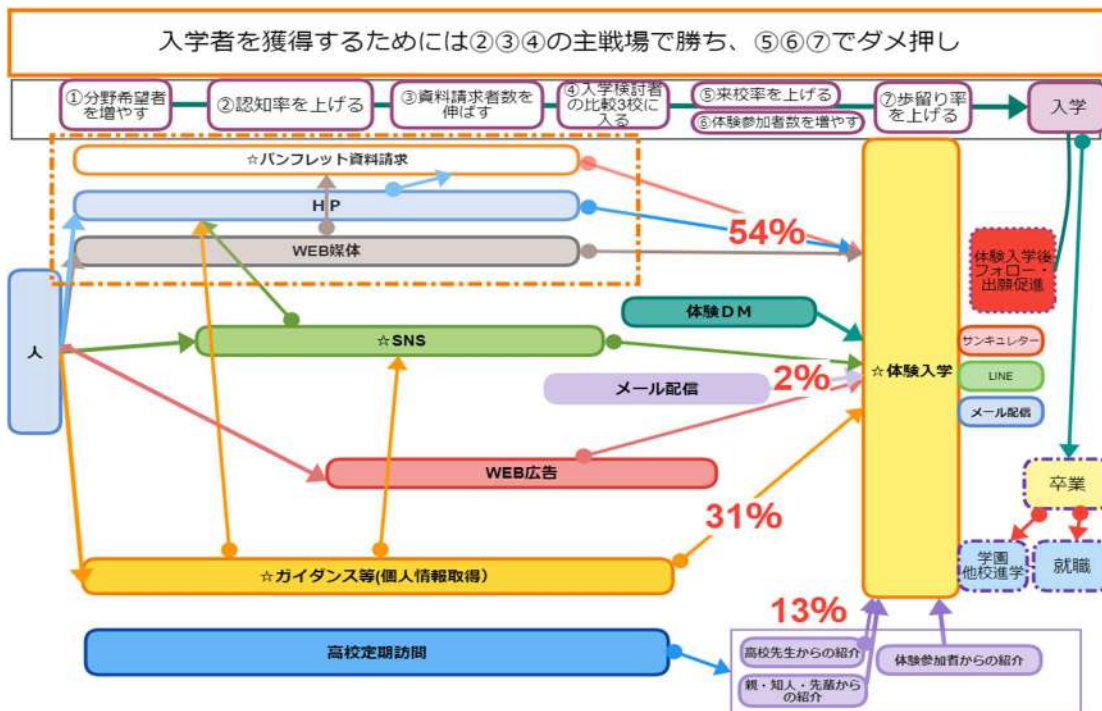 入学者を獲得するためには②③④の主戦場で勝ち、⑤⑥⑦でダメ押し
①分野希望者
を増やす
②認知率を上げる
③資料請求者数を
伸ばす
④入学検討者
の比較3校に
入る
⑤来校率を上げる
⑥体験参加者数を増やす
⑦歩留り率
を上げる
入学
☆パンフレット資料請求
HP
WEB媒体
54%
体験入学後
フォロー・
出願促進
人
体験DM
☆SNS
サンキュレター
2%
☆体験入学
LINE
メール配信
メール配信
WEB広告
卒業
31%
☆ガイダンス等(個人情報取得）
学園
他校進学
就職
13%
高校定期訪問
高校先生からの紹介
体験参加者からの紹介
親・知人・先輩から
の紹介